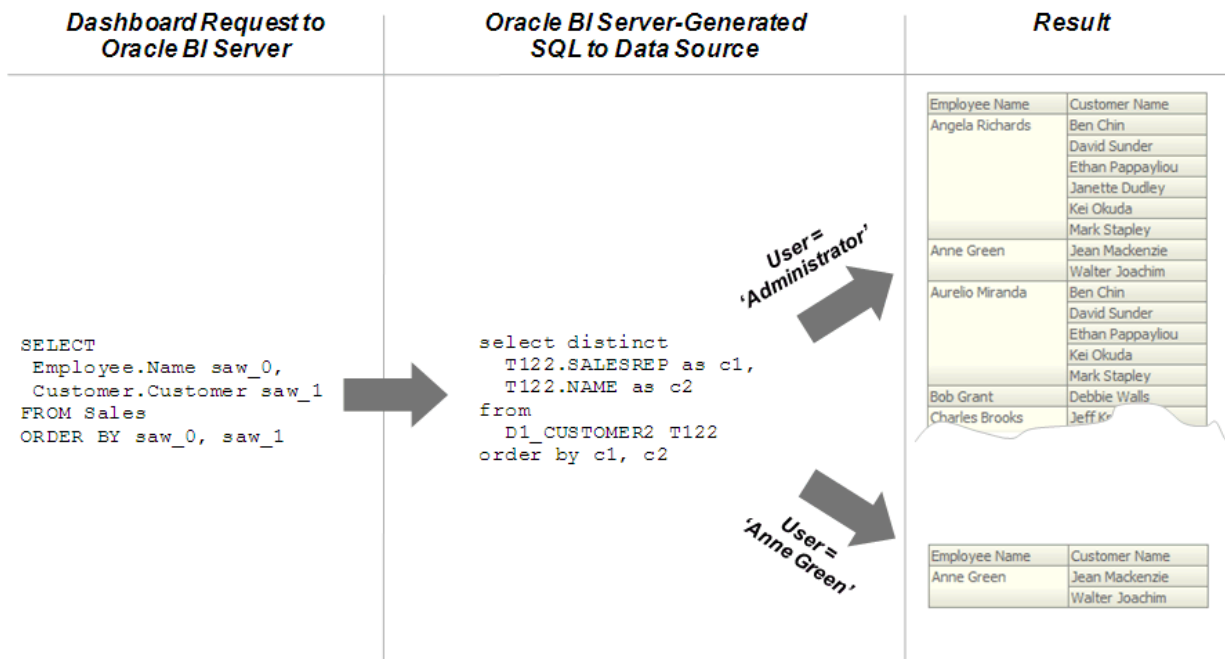 Dashboard Request to
Oracle BI Server
Oracle BI Server-Generated
SQL to Data Source
Result
SELECT
Employee.Name saw_0,
Customer.Customer saw_1
FROM Sales
ORDER BY saw_0, saw_1
select distinct
T122.SALESREP as c1,
T122.NAME as c2
from
D1_CUSTOMER2 T122
order by c1, c2
User =
‘Administrator’
User =
‘Anne Green’
Employee Name Customer Name
Angela Richards Ben Chin
David Sunder
Ethan Pappayliou
Janette Dudley
Kei Okuda
Mark Stapley
Anne Green Jean Mackenzie
Walter Joachim
Aurelio Miranda Ben Chin
David Sunder
Ethan Pappayliou
Kei Okuda
Mark Stapley
Bob Grant Debbie Walls
Charles Brooks Jeff
Employee Name Customer Name
Anne Green Jean Mackenzie
Walter Joachim